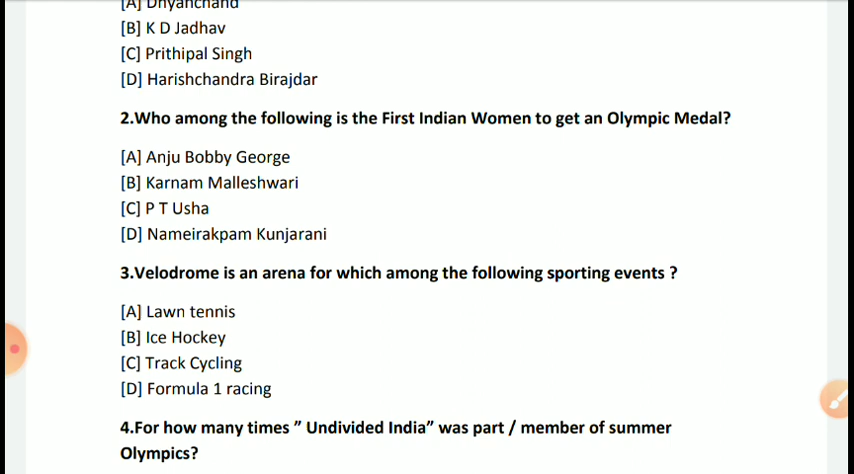 [A] Dhyanchand
[B] K D Jadhav
[C] Prithipal Singh
[D] Harishchandra Birajdar
2.Who among the following is the First Indian Women to get an Olympic Medal?
[A] Anju Bobby George
[B] Karnam Malleshwari
[C] P T Usha
[D] Nameirakpam Kunjarani
3.Velodrome is an arena for which among the following sporting events ?
[A] Lawn tennis
[B] Ice Hockey
[C] Track Cycling
[D] Formula 1 racing
4.For how many times ” Undivided India” was part / member of summer
Olympics?